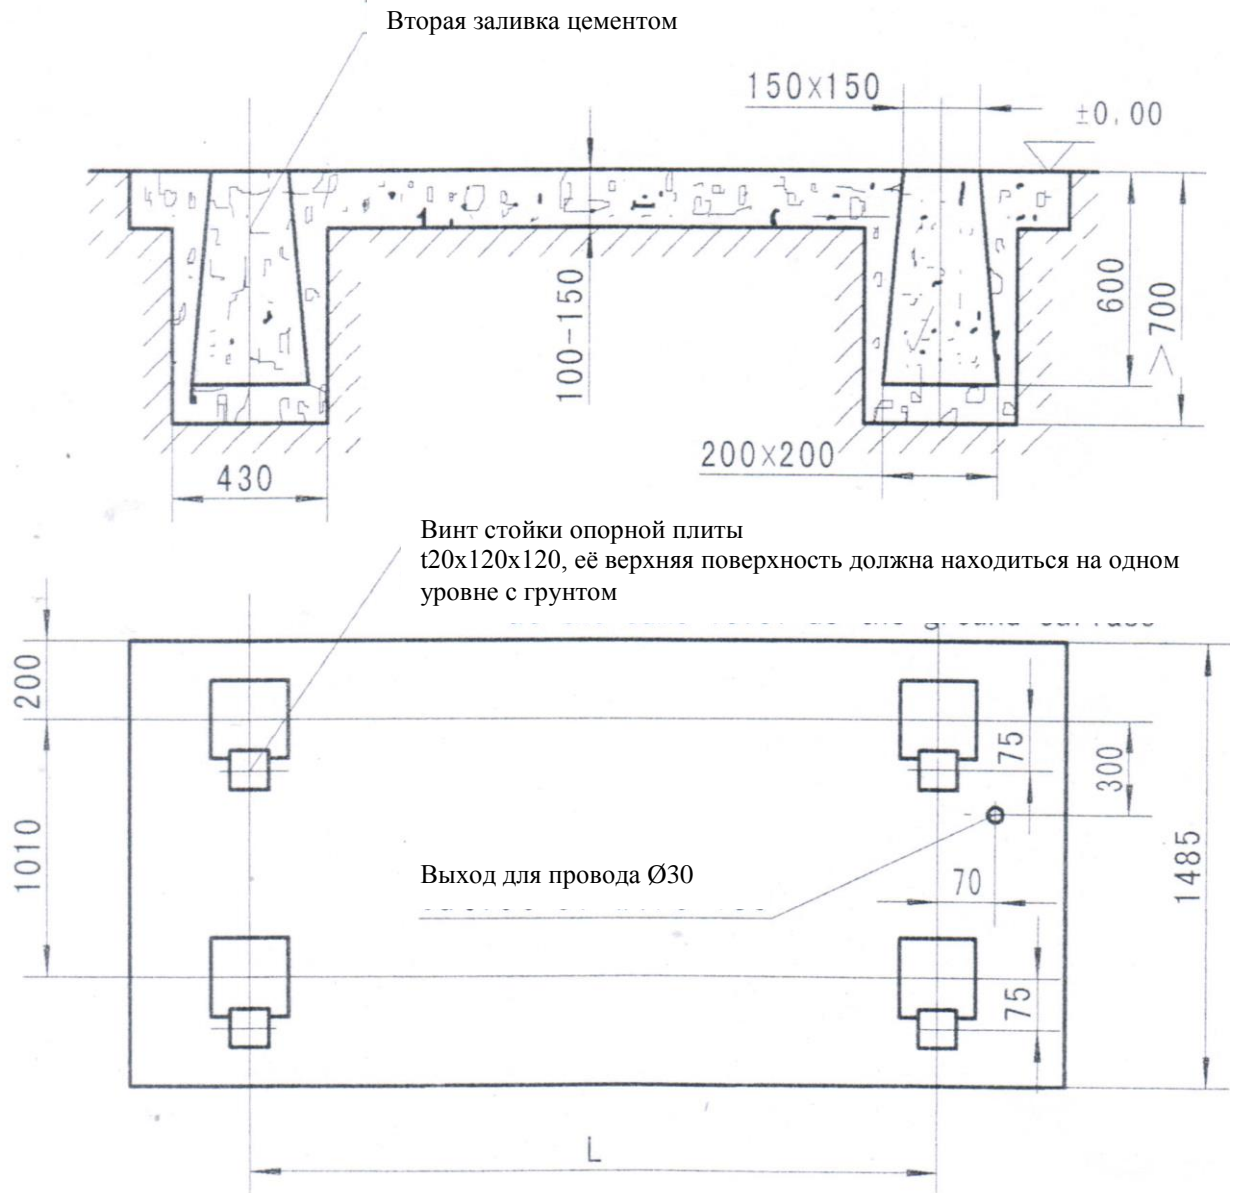 Вторая заливка цементом
150x150
±0,00
600
>700
100-150
200x200
430
Винт стойки опорной плиты
t20x120x120, её верхняя поверхность должна находиться на одном
уровне с грунтом
200
75
300
1010
1485
Выход для провода Ø30
70
75
L